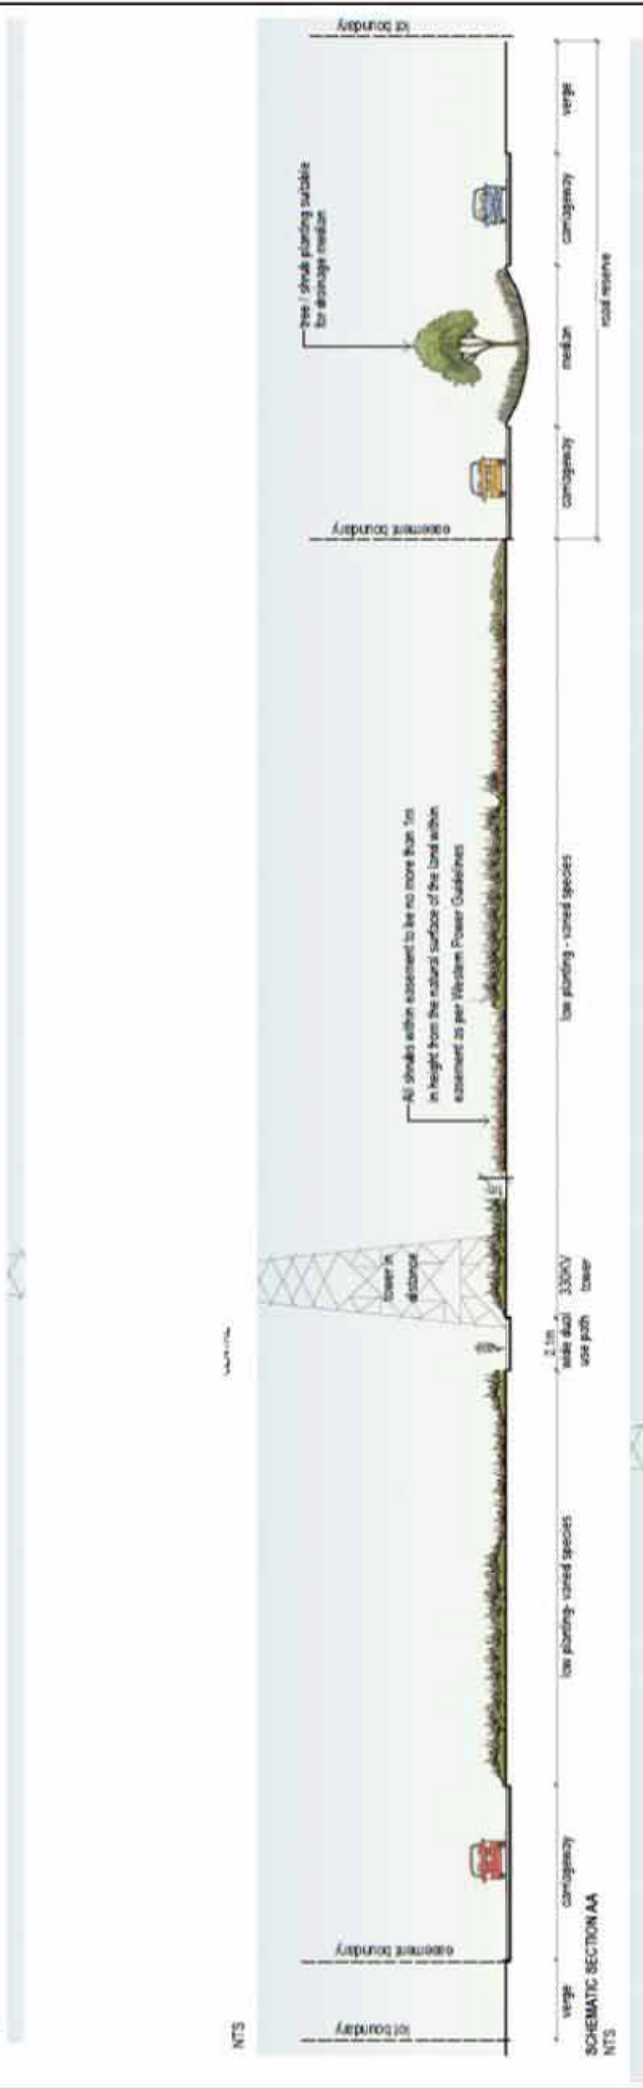 NTS
lot boundary
easement boundary
tower in
distance
All shrubs within easement to be no more than 1m
in height from the natural surface of the land within
easement as per Western Power Guidelines
easement boundary
tree / shrub planting suitable
for drainage median
lot boundary
verge
carriageway
low planting- varied species
2.1m
wide dual
use path
330KV
tower
low planting - varied species
carriageway
median
carriageway
verge
road reserve
SCHEMATIC SECTION AA
NTS